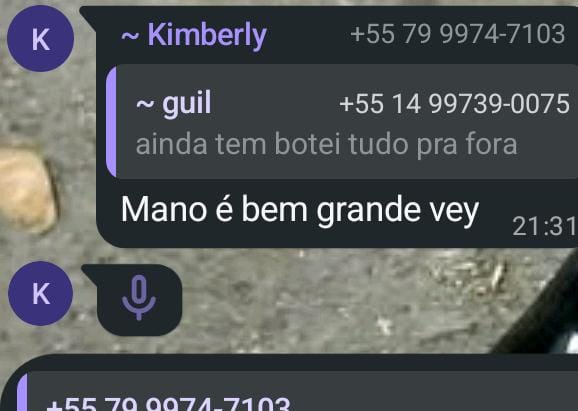 K
~ Kimberly +55 79 9974-7103
~ guil +55 14 99739-0075
ainda tem botei tudo pra fora
Mano é bem grande vey
21:31
K
+55 79 9974-7103